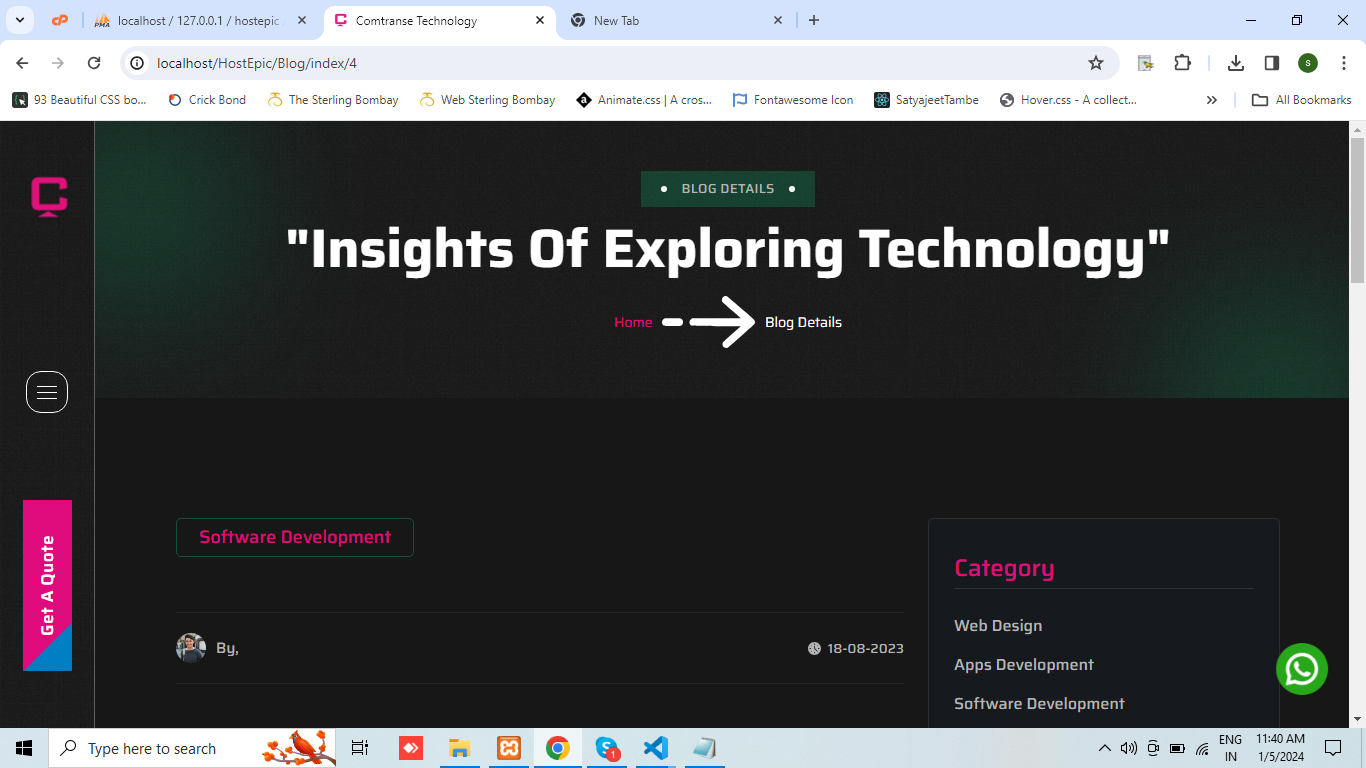 localhost / 127.0.0.1 / hostepic
Comtranse Technology
New Tab
localhost/HostEpic/Blog/index/4
93 Beautiful CSS bo...
Crick Bond
The Sterling Bombay
Web Sterling Bombay
Animate.css | A cros...
Fontawesome Icon
SatyajeetTambe
Hover.css - A collect...
All Bookmarks
BLOG DETAILS
"Insights Of Exploring Technology"
Home
Blog Details
Get A Quote
Software Development
By,
18-08-2023
Category
Web Design
Apps Development
Software Development
Type here to search
ENG
IN
11:40 AM
1/5/2024